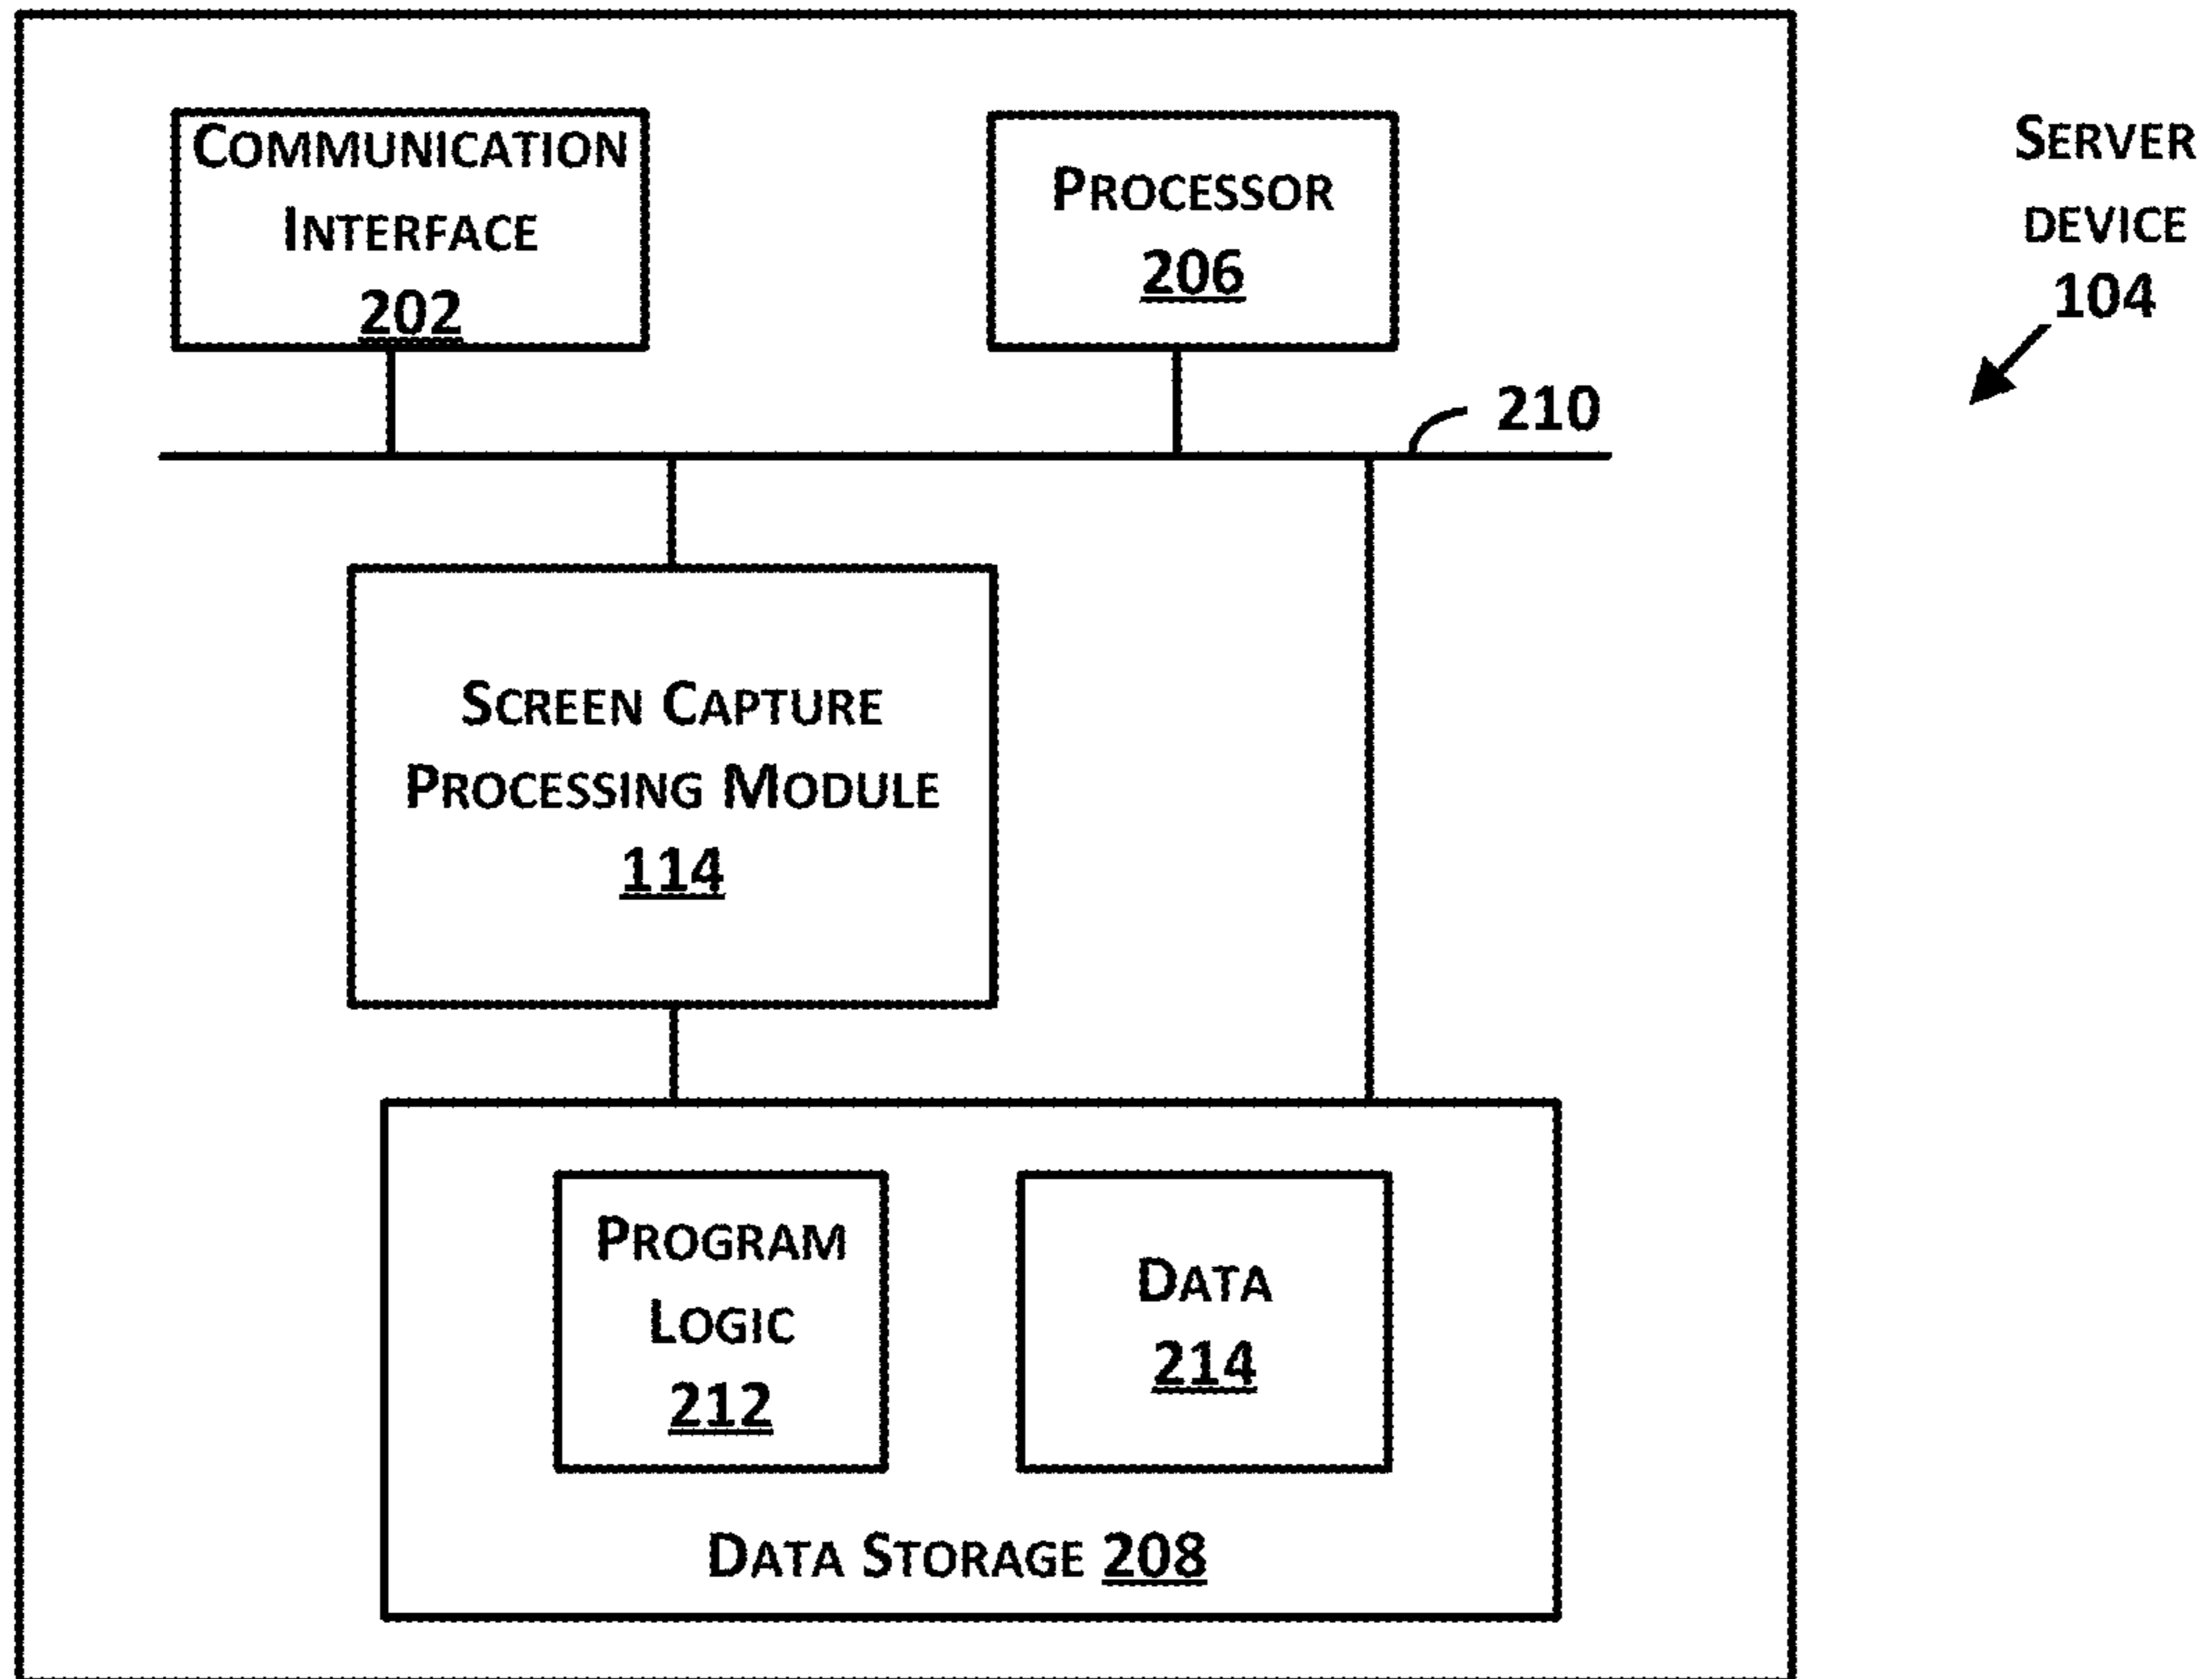 COMMUNICATION
INTERFACE
202
PROCESSOR
206
SERVER
DEVICE
104
210
SCREEN CAPTURE
PROCESSING MODULE
114
PROGRAM
LOGIC
212
DATA
214
DATA STORAGE 208